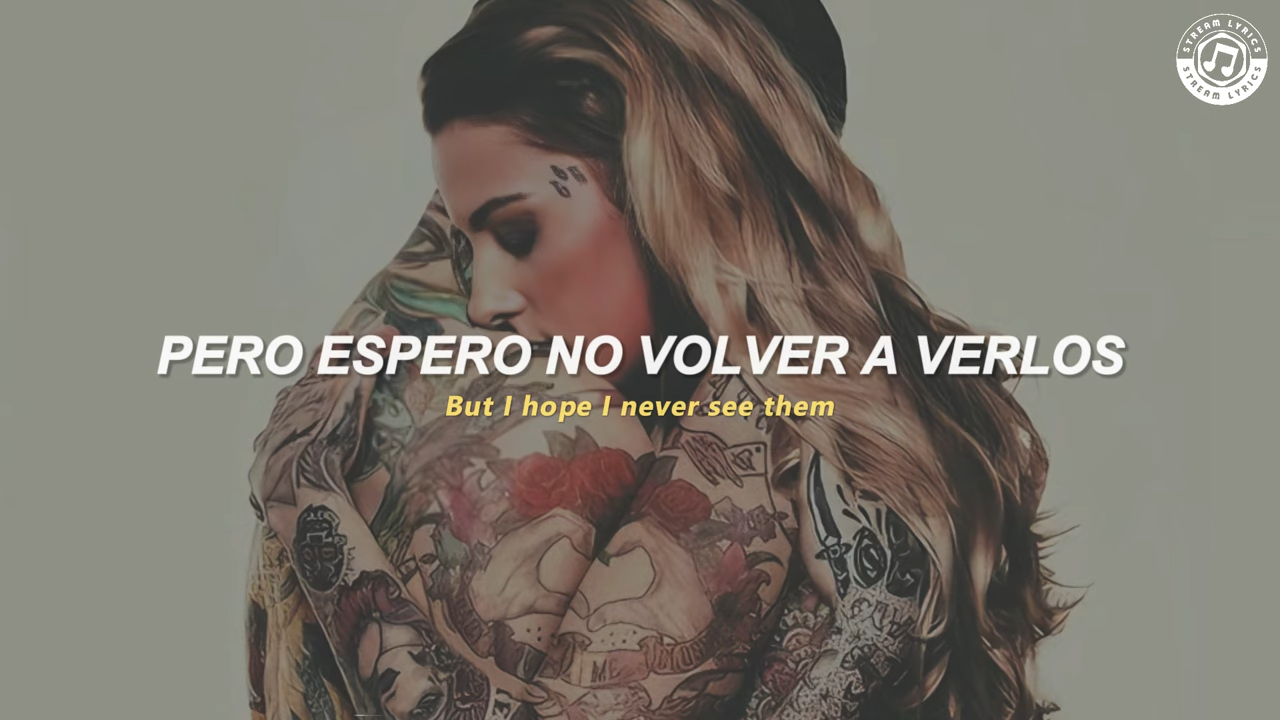 STREAM LYRICS
STREAM LYRICS
PERO ESPERO NO VOLVER A VERLOS
But I hope I never see them